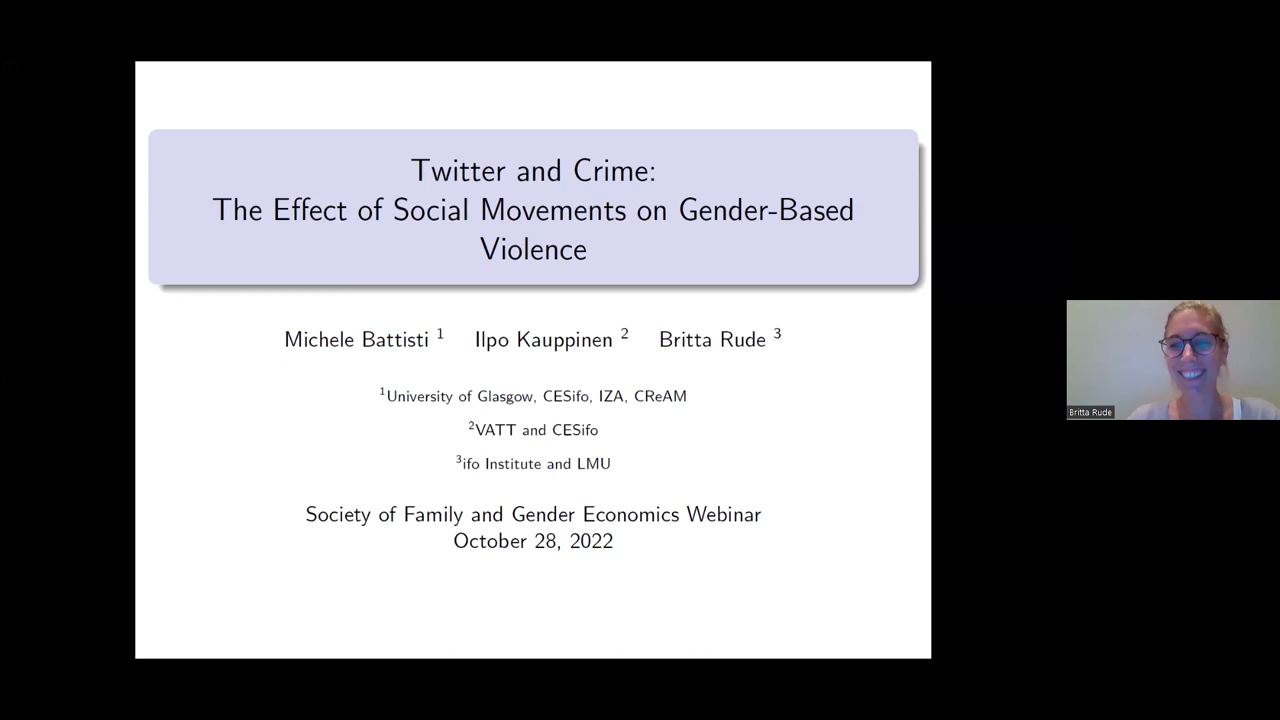 Twitter and Crime:
The Effect of Social Movements on Gender-Based
Violence
Michele Battisti 1 Ilpo Kauppinen 2 Britta Rude 3
1University of Glasgow, CESifo, IZA, CReAM
2VATT and CESifo
3ifo Institute and LMU
Society of Family and Gender Economics Webinar
October 28, 2022
Britta Rude